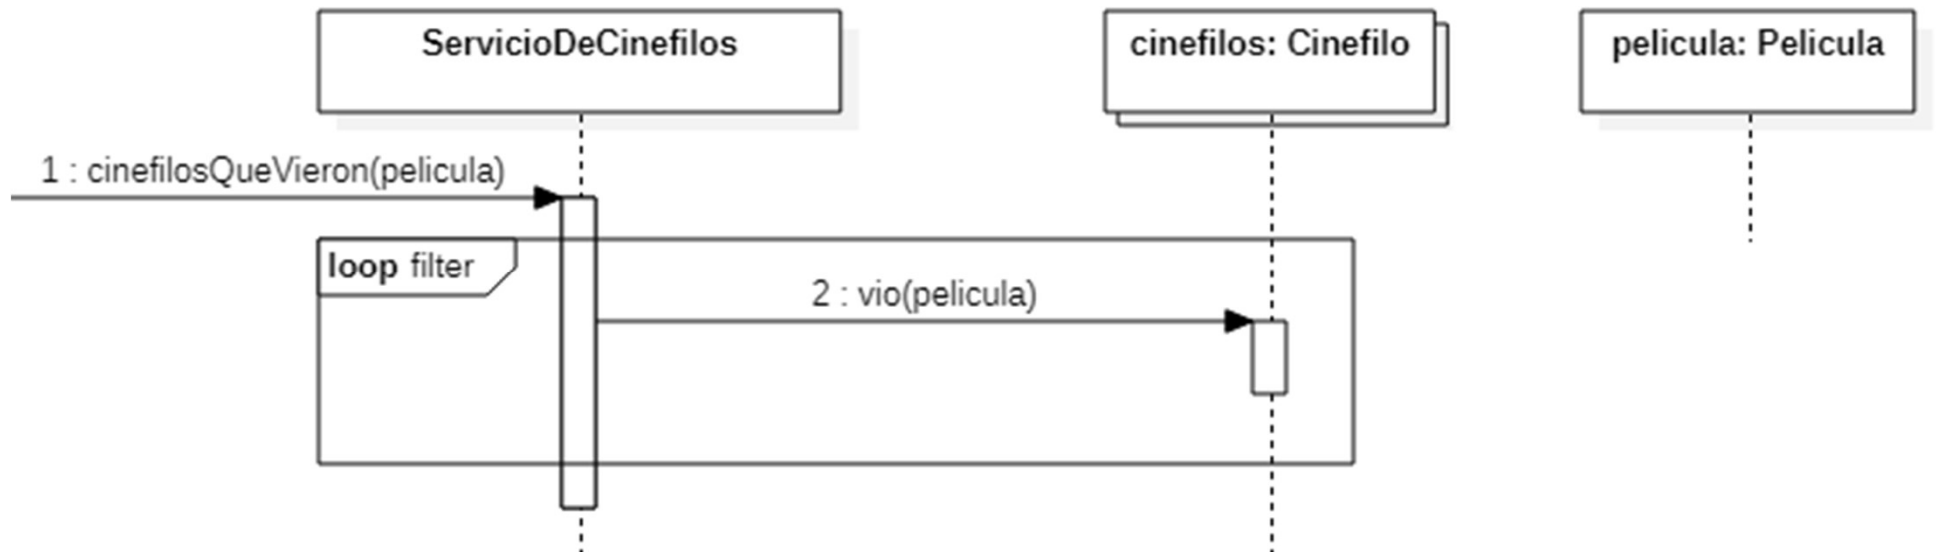 ServicioDeCinefilos
cinefilos: Cinefilo
pelicula: Pelicula
1 : cinefilosQueVieron(pelicula)
loop filter
2 : vio(pelicula)